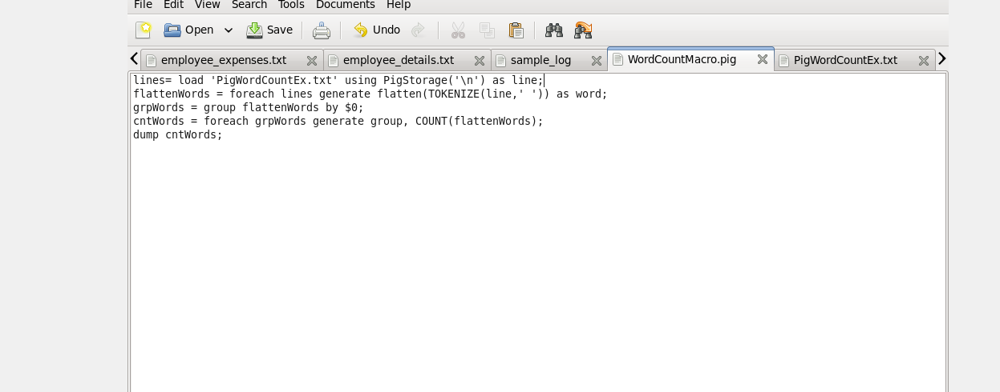 File Edit View Search Tools Documents Help
Open Save Undo
employee_expenses.txt employee_details.txt sample_log WordCountMacro.pig PigWordCountEx.txt
lines= load 'PigWordCountEx.txt' using PigStorage('\n') as line;
flattenWords = foreach lines generate flatten(TOKENIZE(line,' ')) as word;
grpWords = group flattenWords by $0;
cntWords = foreach grpWords generate group, COUNT(flattenWords);
dump cntWords;